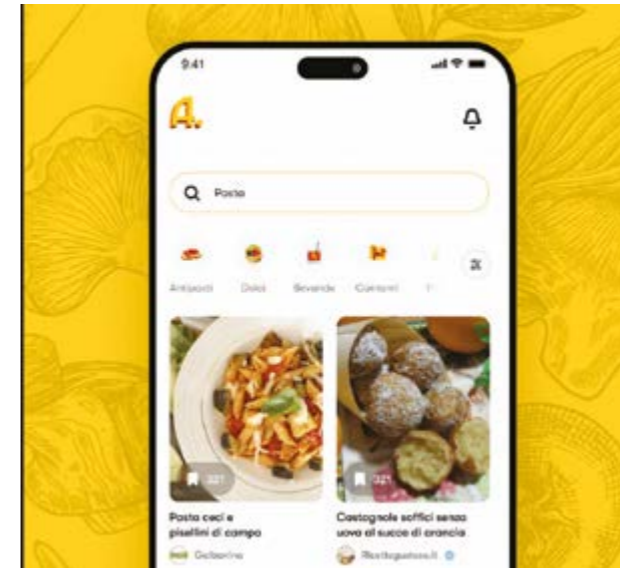 9:41
A.
Pasta
Antipasti Dolci Bevande Contorni
321 321
Pasta ceci e
pisellini di campo
Castagnole soffici senza
uova al succo di arancia